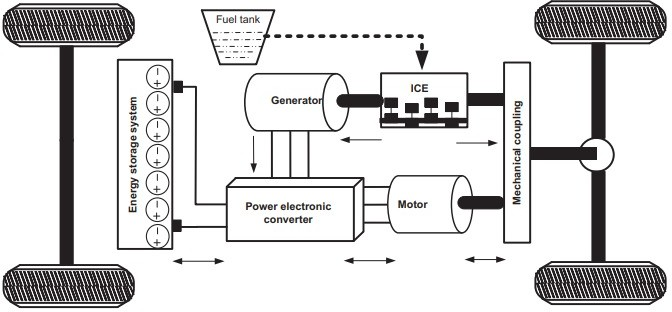 Fuel tank
ICE
Generator
Energy storage system
Mechanical coupling
Power electronic
converter
Motor